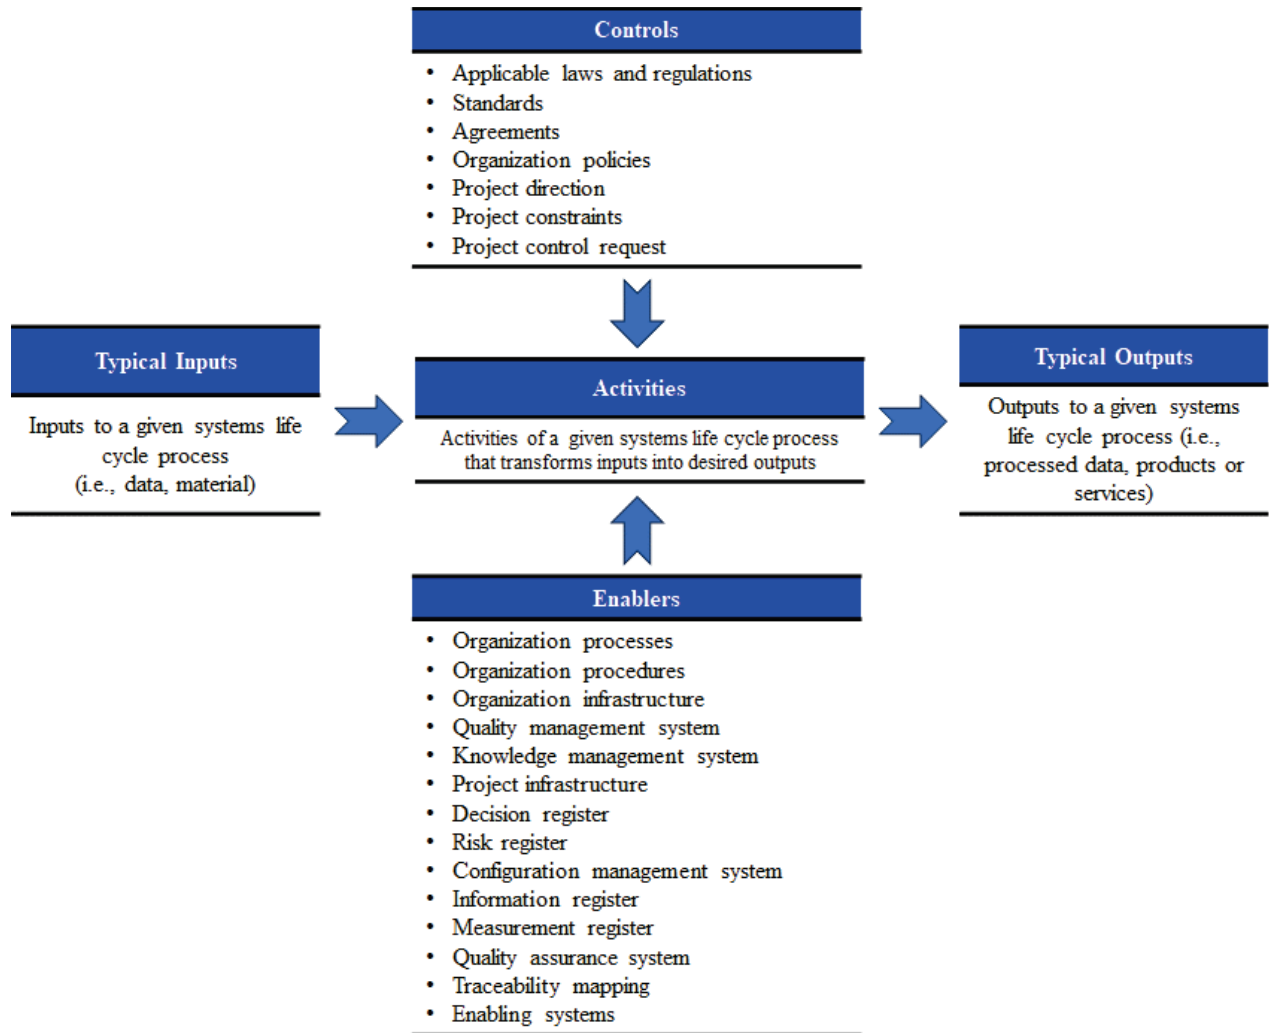 Controls
• Applicable laws and regulations
• Standards
• Agreements
• Organization policies
• Project direction
• Project constraints
• Project control request
Typical Inputs
Inputs to a given systems life
cycle process
(i.e., data, material)
Activities
Activities of a given systems life cycle process
that transforms inputs into desired outputs
Typical Outputs
Outputs to a given systems
life cycle process (i.e.,
processed data, products or
services)
Enablers
• Organization processes
• Organization procedures
• Organization infrastructure
• Quality management system
• Knowledge management system
• Project infrastructure
• Decision register
• Risk register
• Configuration management system
• Information register
• Measurement register
• Quality assurance system
• Traceability mapping
• Enabling systems